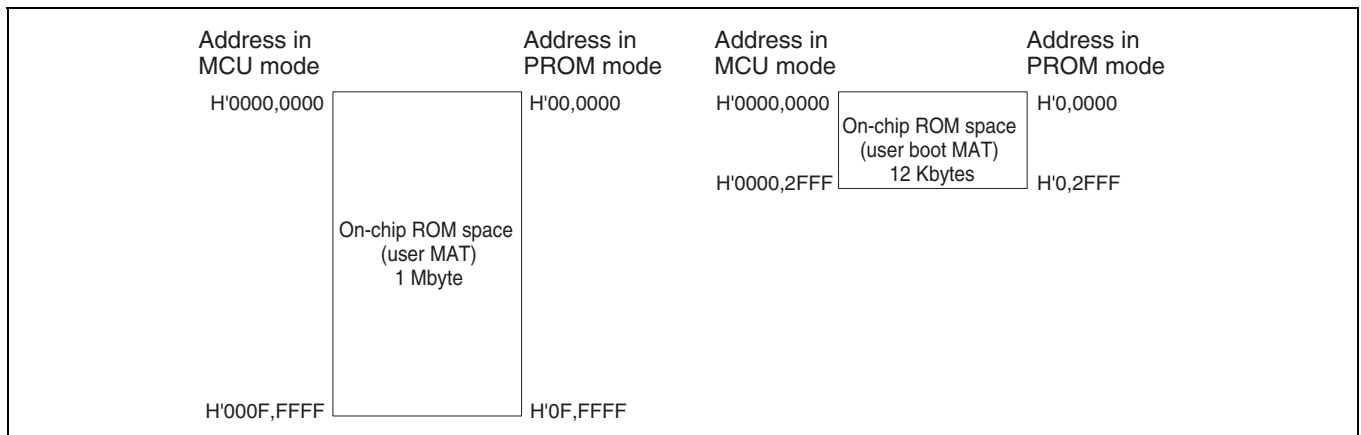 Address in
MCU mode
Address in
PROM mode
H'0000,0000
H'00,0000
On-chip ROM space
(user MAT)
1 Mbyte
H'000F,FFFF
H'0F,FFFF
Address in
MCU mode
Address in
PROM mode
H'0000,0000
H'0,0000
On-chip ROM space
(user boot MAT)
12 Kbytes
H'0000,2FFF
H'0,2FFF